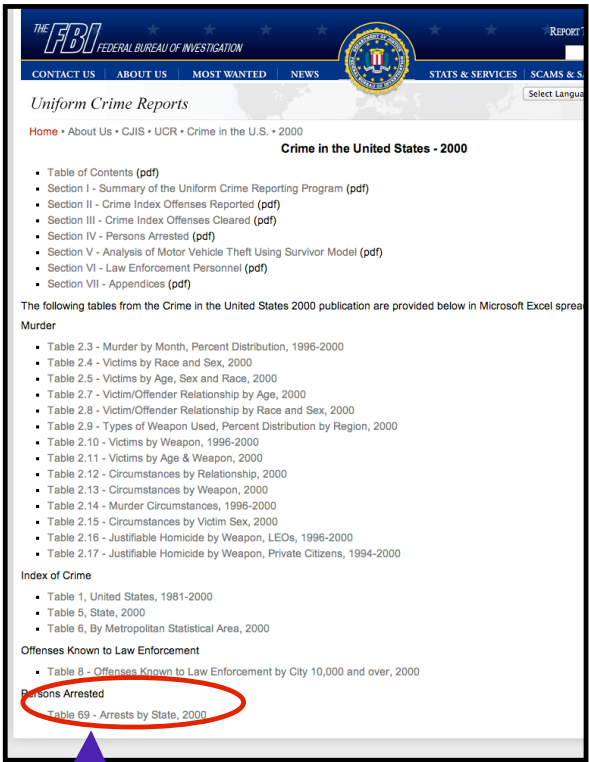 THE FBI FEDERAL BUREAU OF INVESTIGATION
REPORT
CONTACT US ABOUT US MOST WANTED NEWS STATS & SERVICES SCAMS &
Uniform Crime Reports
Select Langua
Home • About Us • CJIS • UCR • Crime in the U.S. • 2000
Crime in the United States - 2000
Table of Contents (pdf)
Section I - Summary of the Uniform Crime Reporting Program (pdf)
Section II - Crime Index Offenses Reported (pdf)
Section III - Crime Index Offenses Cleared (pdf)
Section IV - Persons Arrested (pdf)
Section V - Analysis of Motor Vehicle Theft Using Survivor Model (pdf)
Section VI - Law Enforcement Personnel (pdf)
Section VII - Appendices (pdf)
The following tables from the Crime in the United States 2000 publication are provided below in Microsoft Excel sprea
Murder
Table 2.3 - Murder by Month, Percent Distribution, 1996-2000
Table 2.4 - Victims by Race and Sex, 2000
Table 2.5 - Victims by Age, Sex and Race, 2000
Table 2.7 - Victim/Offender Relationship by Age, 2000
Table 2.8 - Victim/Offender Relationship by Race and Sex, 2000
Table 2.9 - Types of Weapon Used, Percent Distribution by Region, 2000
Table 2.10 - Victims by Weapon, 1996-2000
Table 2.11 - Victims by Age & Weapon, 2000
Table 2.12 - Circumstances by Relationship, 2000
Table 2.13 - Circumstances by Weapon, 2000
Table 2.14 - Murder Circumstances, 1996-2000
Table 2.15 - Circumstances by Victim Sex, 2000
Table 2.16 - Justifiable Homicide by Weapon, LEOs, 1996-2000
Table 2.17 - Justifiable Homicide by Weapon, Private Citizens, 1994-2000
Index of Crime
Table 1, United States, 1981-2000
Table 5, State, 2000
Table 6, By Metropolitan Statistical Area, 2000
Offenses Known to Law Enforcement
Table 8 - Offenses Known to Law Enforcement by City 10,000 and over, 2000
Persons Arrested
Table 69 - Arrests by State, 2000